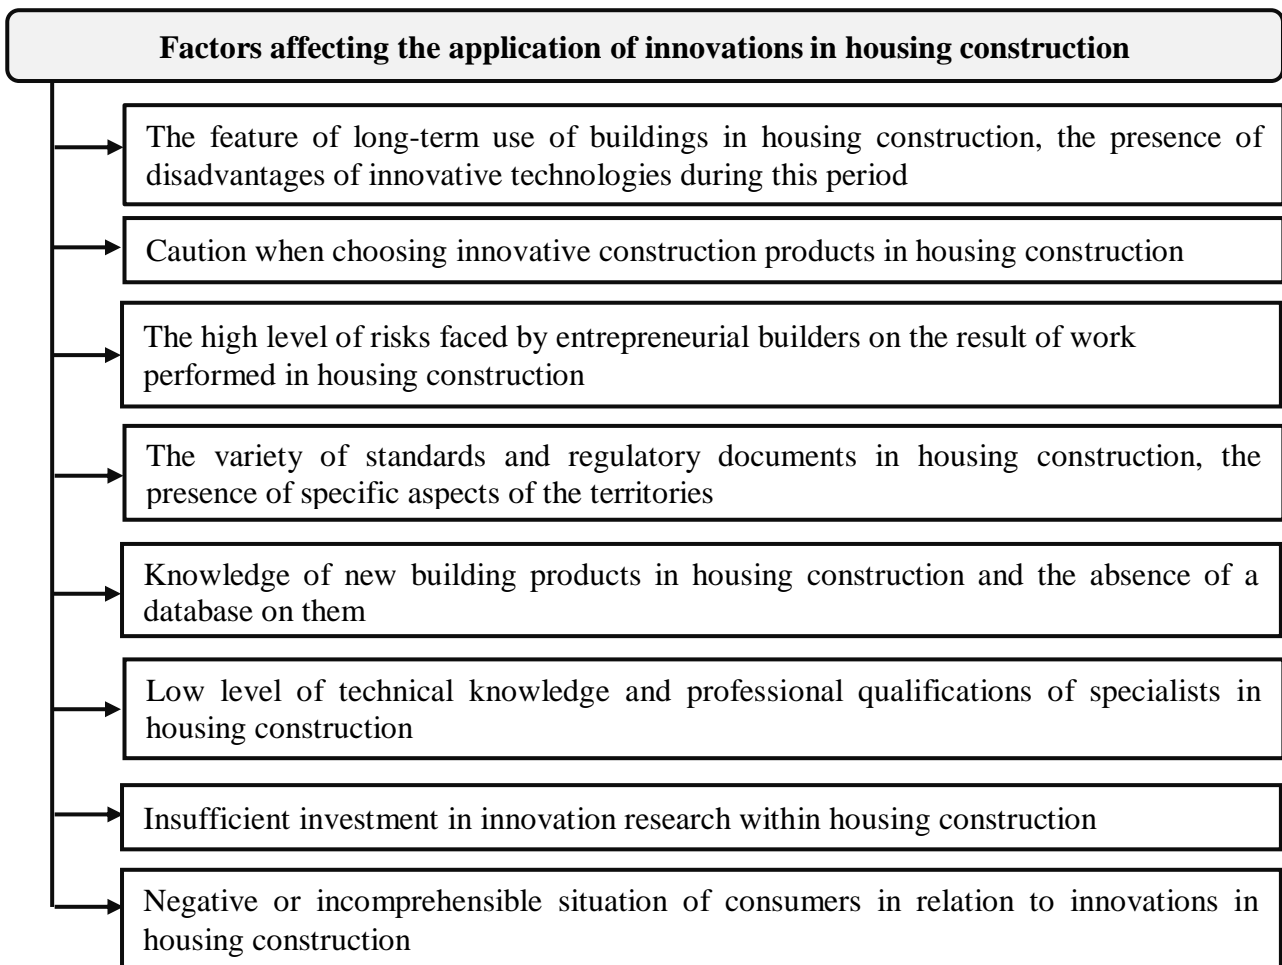 Factors affecting the application of innovations in housing construction
The feature of long-term use of buildings in housing construction, the presence of
disadvantages of innovative technologies during this period
Caution when choosing innovative construction products in housing construction
The high level of risks faced by entrepreneurial builders on the result of work
performed in housing construction
The variety of standards and regulatory documents in housing construction, the
presence of specific aspects of the territories
Knowledge of new building products in housing construction and the absence of a
database on them
Low level of technical knowledge and professional qualifications of specialists in
housing construction
Insufficient investment in innovation research within housing construction
Negative or incomprehensible situation of consumers in relation to innovations in
housing construction